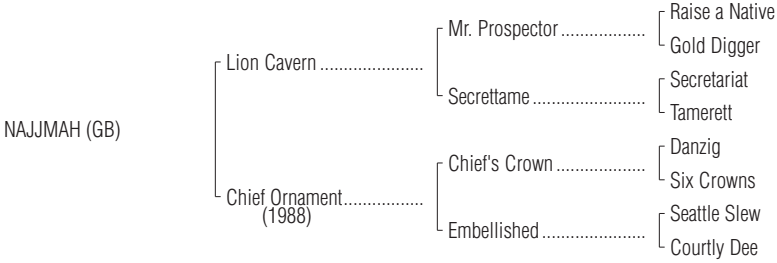 Raise a Native
Mr. Prospector ..................
Gold Digger
Lion Cavern ......................
Secretariat
Secrettame ........................
Tamerett
NAJJMAH (GB)
Danzig
Chief's Crown ...................
Six Crowns
Chief Ornament.................
(1988)
Seattle Slew
Embellished ......................
Courtly Dee